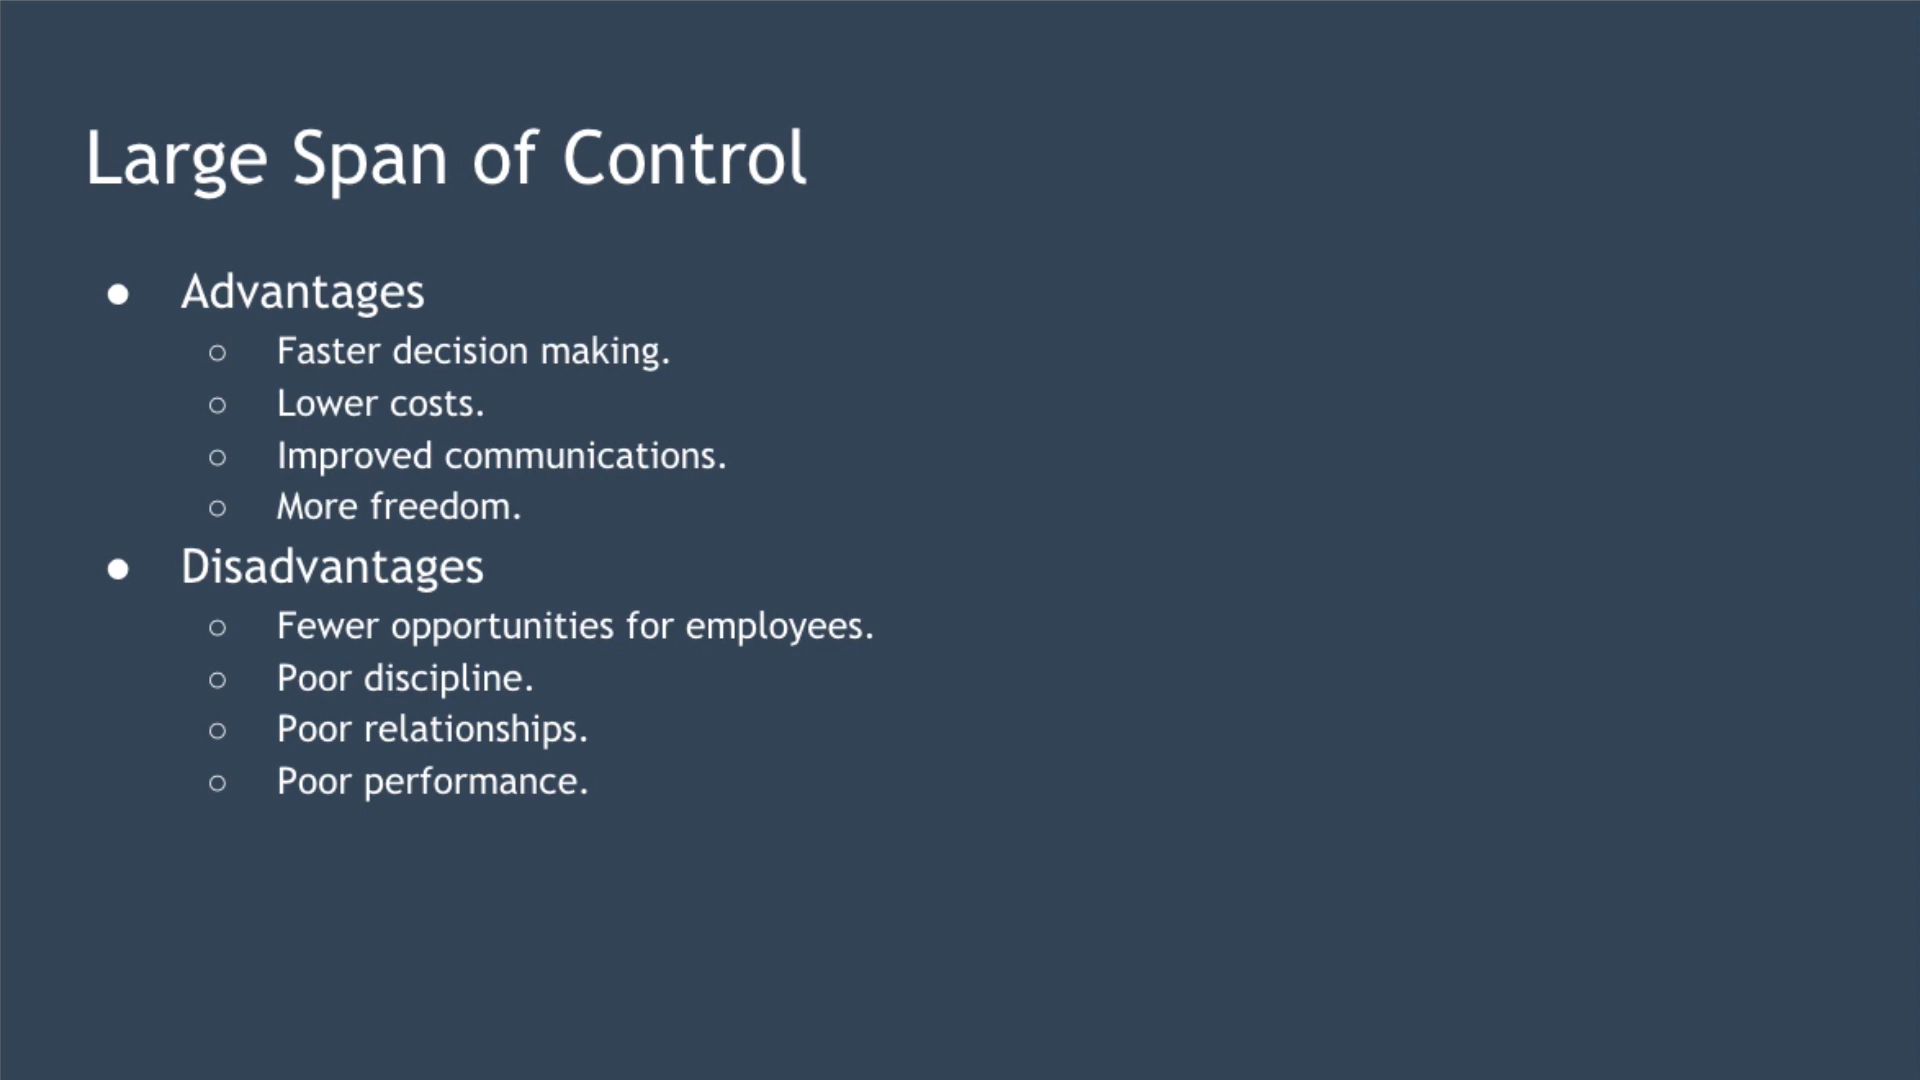 Large Span of Control
● Advantages
○ Faster decision making.
○ Lower costs.
○ Improved communications.
○ More freedom.
● Disadvantages
○ Fewer opportunities for employees.
○ Poor discipline.
○ Poor relationships.
○ Poor performance.